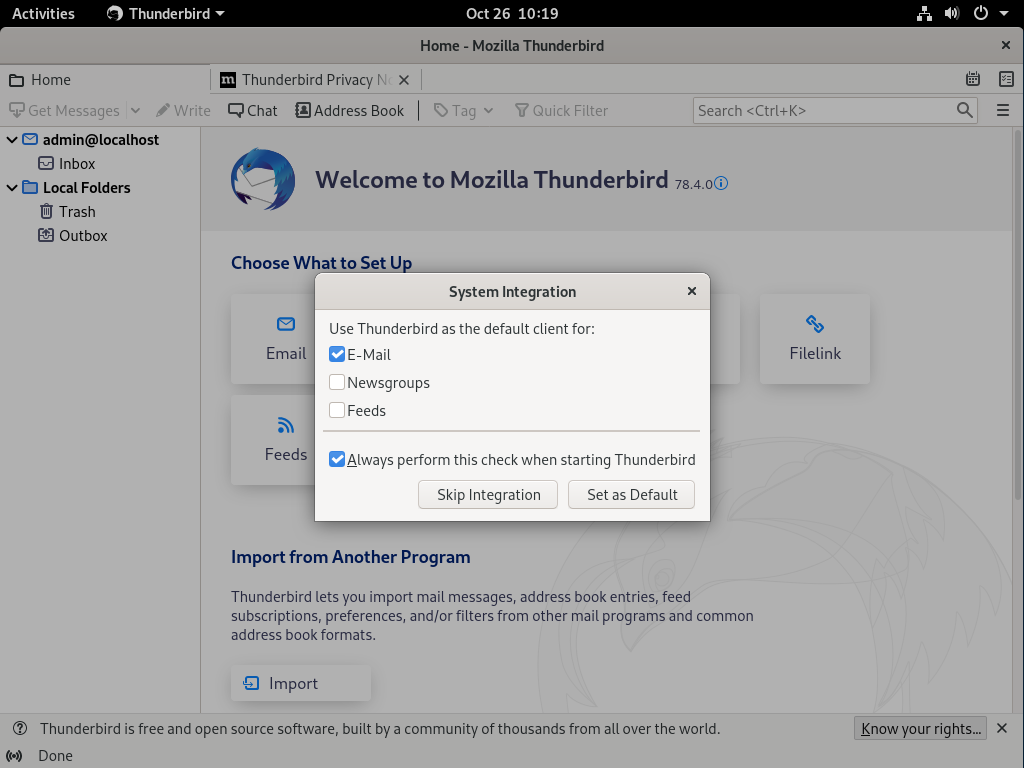 Activities Thunderbird Oct 26 10:19
Home - Mozilla Thunderbird
Home Thunderbird Privacy N
Get Messages Write Chat Address Book Tag Quick Filter Search <Ctrl+K>
admin@localhost
Inbox
Local Folders
Trash
Outbox
Welcome to Mozilla Thunderbird 78.4.0
Choose What to Set Up
Email
Filelink
Feeds
System Integration
Use Thunderbird as the default client for:
E-Mail
Newsgroups
Feeds
Always perform this check when starting Thunderbird
Skip Integration Set as Default
Import from Another Program
Thunderbird lets you import mail messages, address book entries, feed
subscriptions, preferences, and/or filters from other mail programs and common
address book formats.
Import
Thunderbird is free and open source software, built by a community of thousands from all over the world. Know your rights...
Done